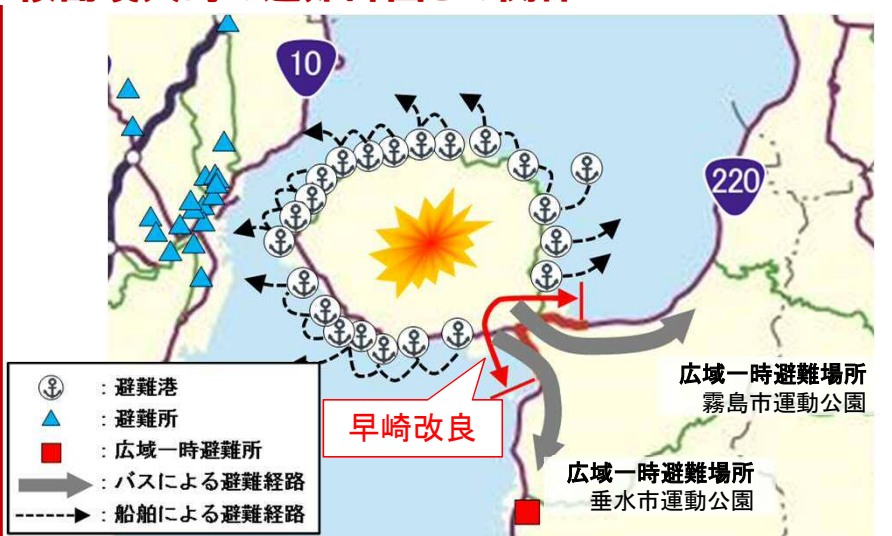 10
220
広域一時避難場所
霧島市運動公園
早崎改良
広域一時避難場所
垂水市運動公園
：避難港
：避難所
：広域一時避難所
：バスによる避難経路
：船舶による避難経路